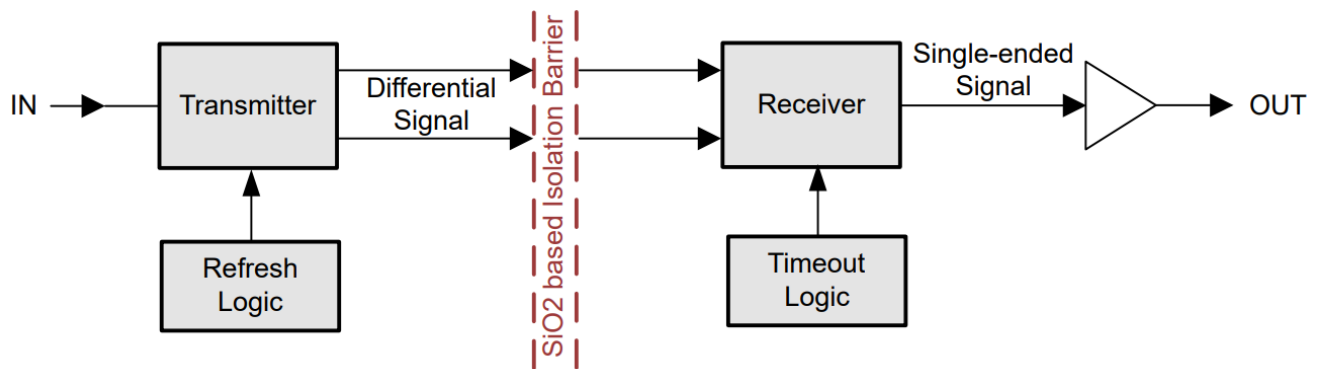 IN
Transmitter
Differential
Signal
SiO2 based Isolation Barrier
Receiver
Single-ended
Signal
OUT
Refresh
Logic
Timeout
Logic